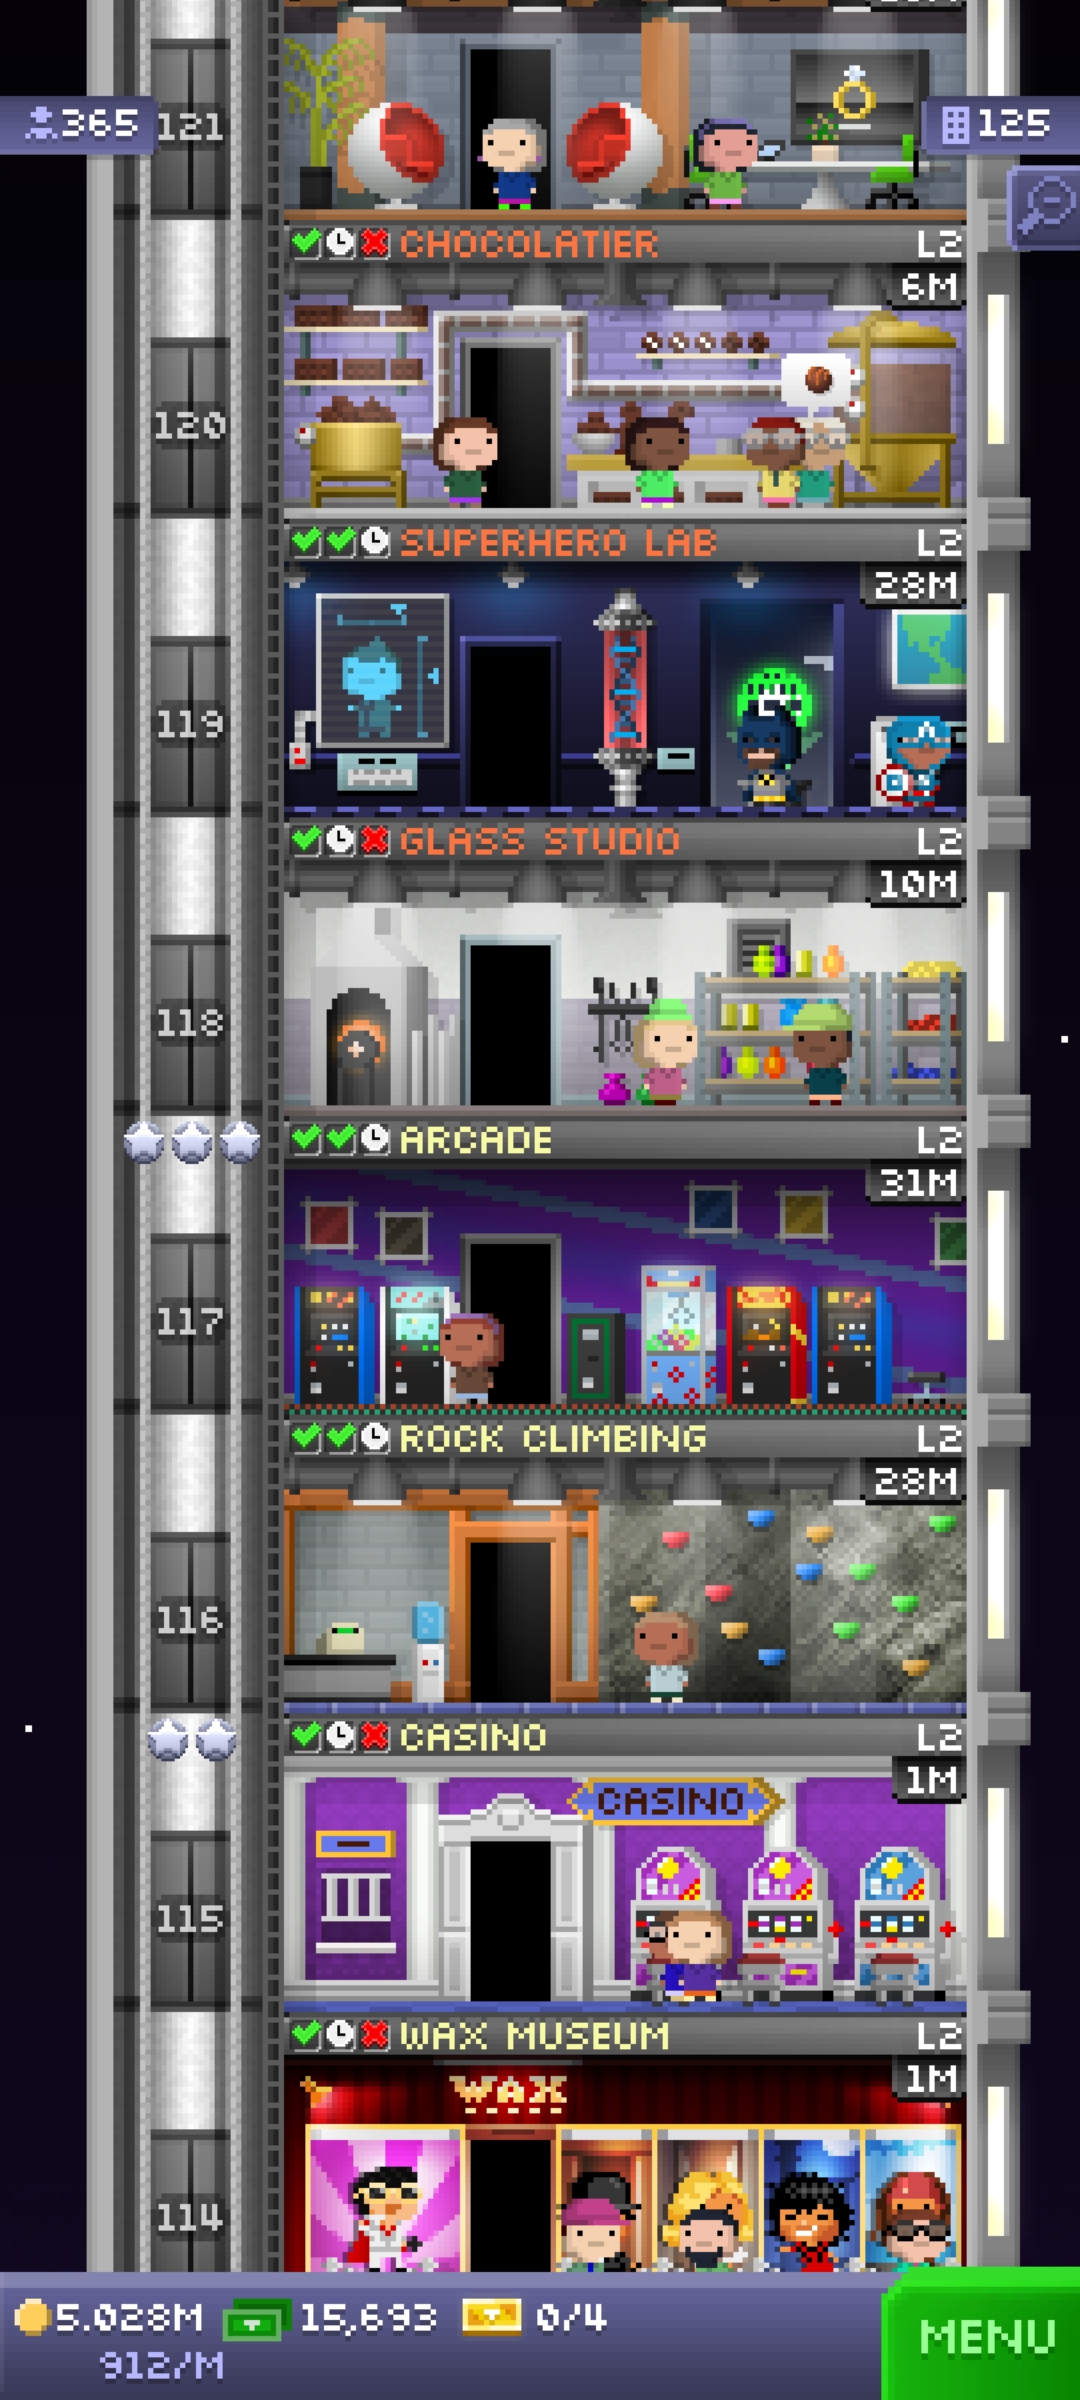 365
121
125
CHOCOLATIER L2
6M
120
SUPERHERO LAB L2
28M
119
GLASS STUDIO L2
10M
118
ARCADE L2
31M
117
ROCK CLIMBING L2
28M
116
CASINO L2
1M
CASINO
115
WAX MUSEUM L2
1M
WAX
114
5.028M 15,693 0/4
912/M
MENU